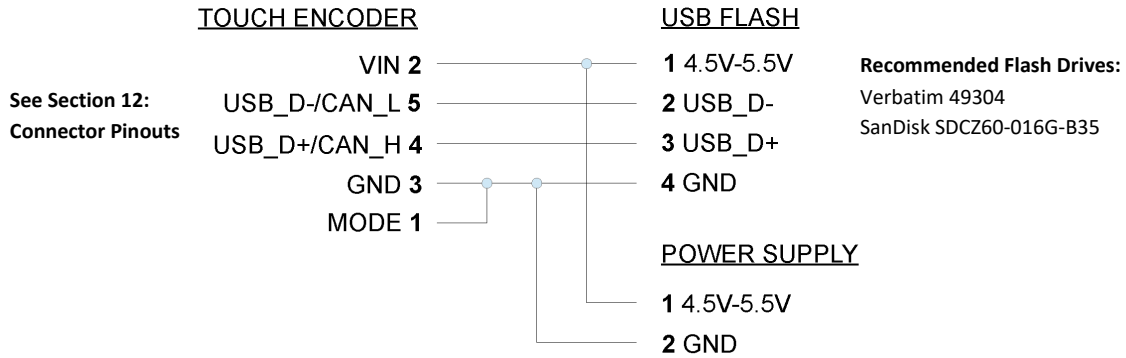 TOUCH ENCODER
USB FLASH
VIN 2
1 4.5V-5.5V
Recommended Flash Drives:
See Section 12:
USB_D-/CAN_L 5
2 USB_D-
Verbatim 49304
Connector Pinouts
USB_D+/CAN_H 4
3 USB_D+
SanDisk SDCZ60-016G-B35
GND 3
4 GND
MODE 1
POWER SUPPLY
1 4.5V-5.5V
2 GND